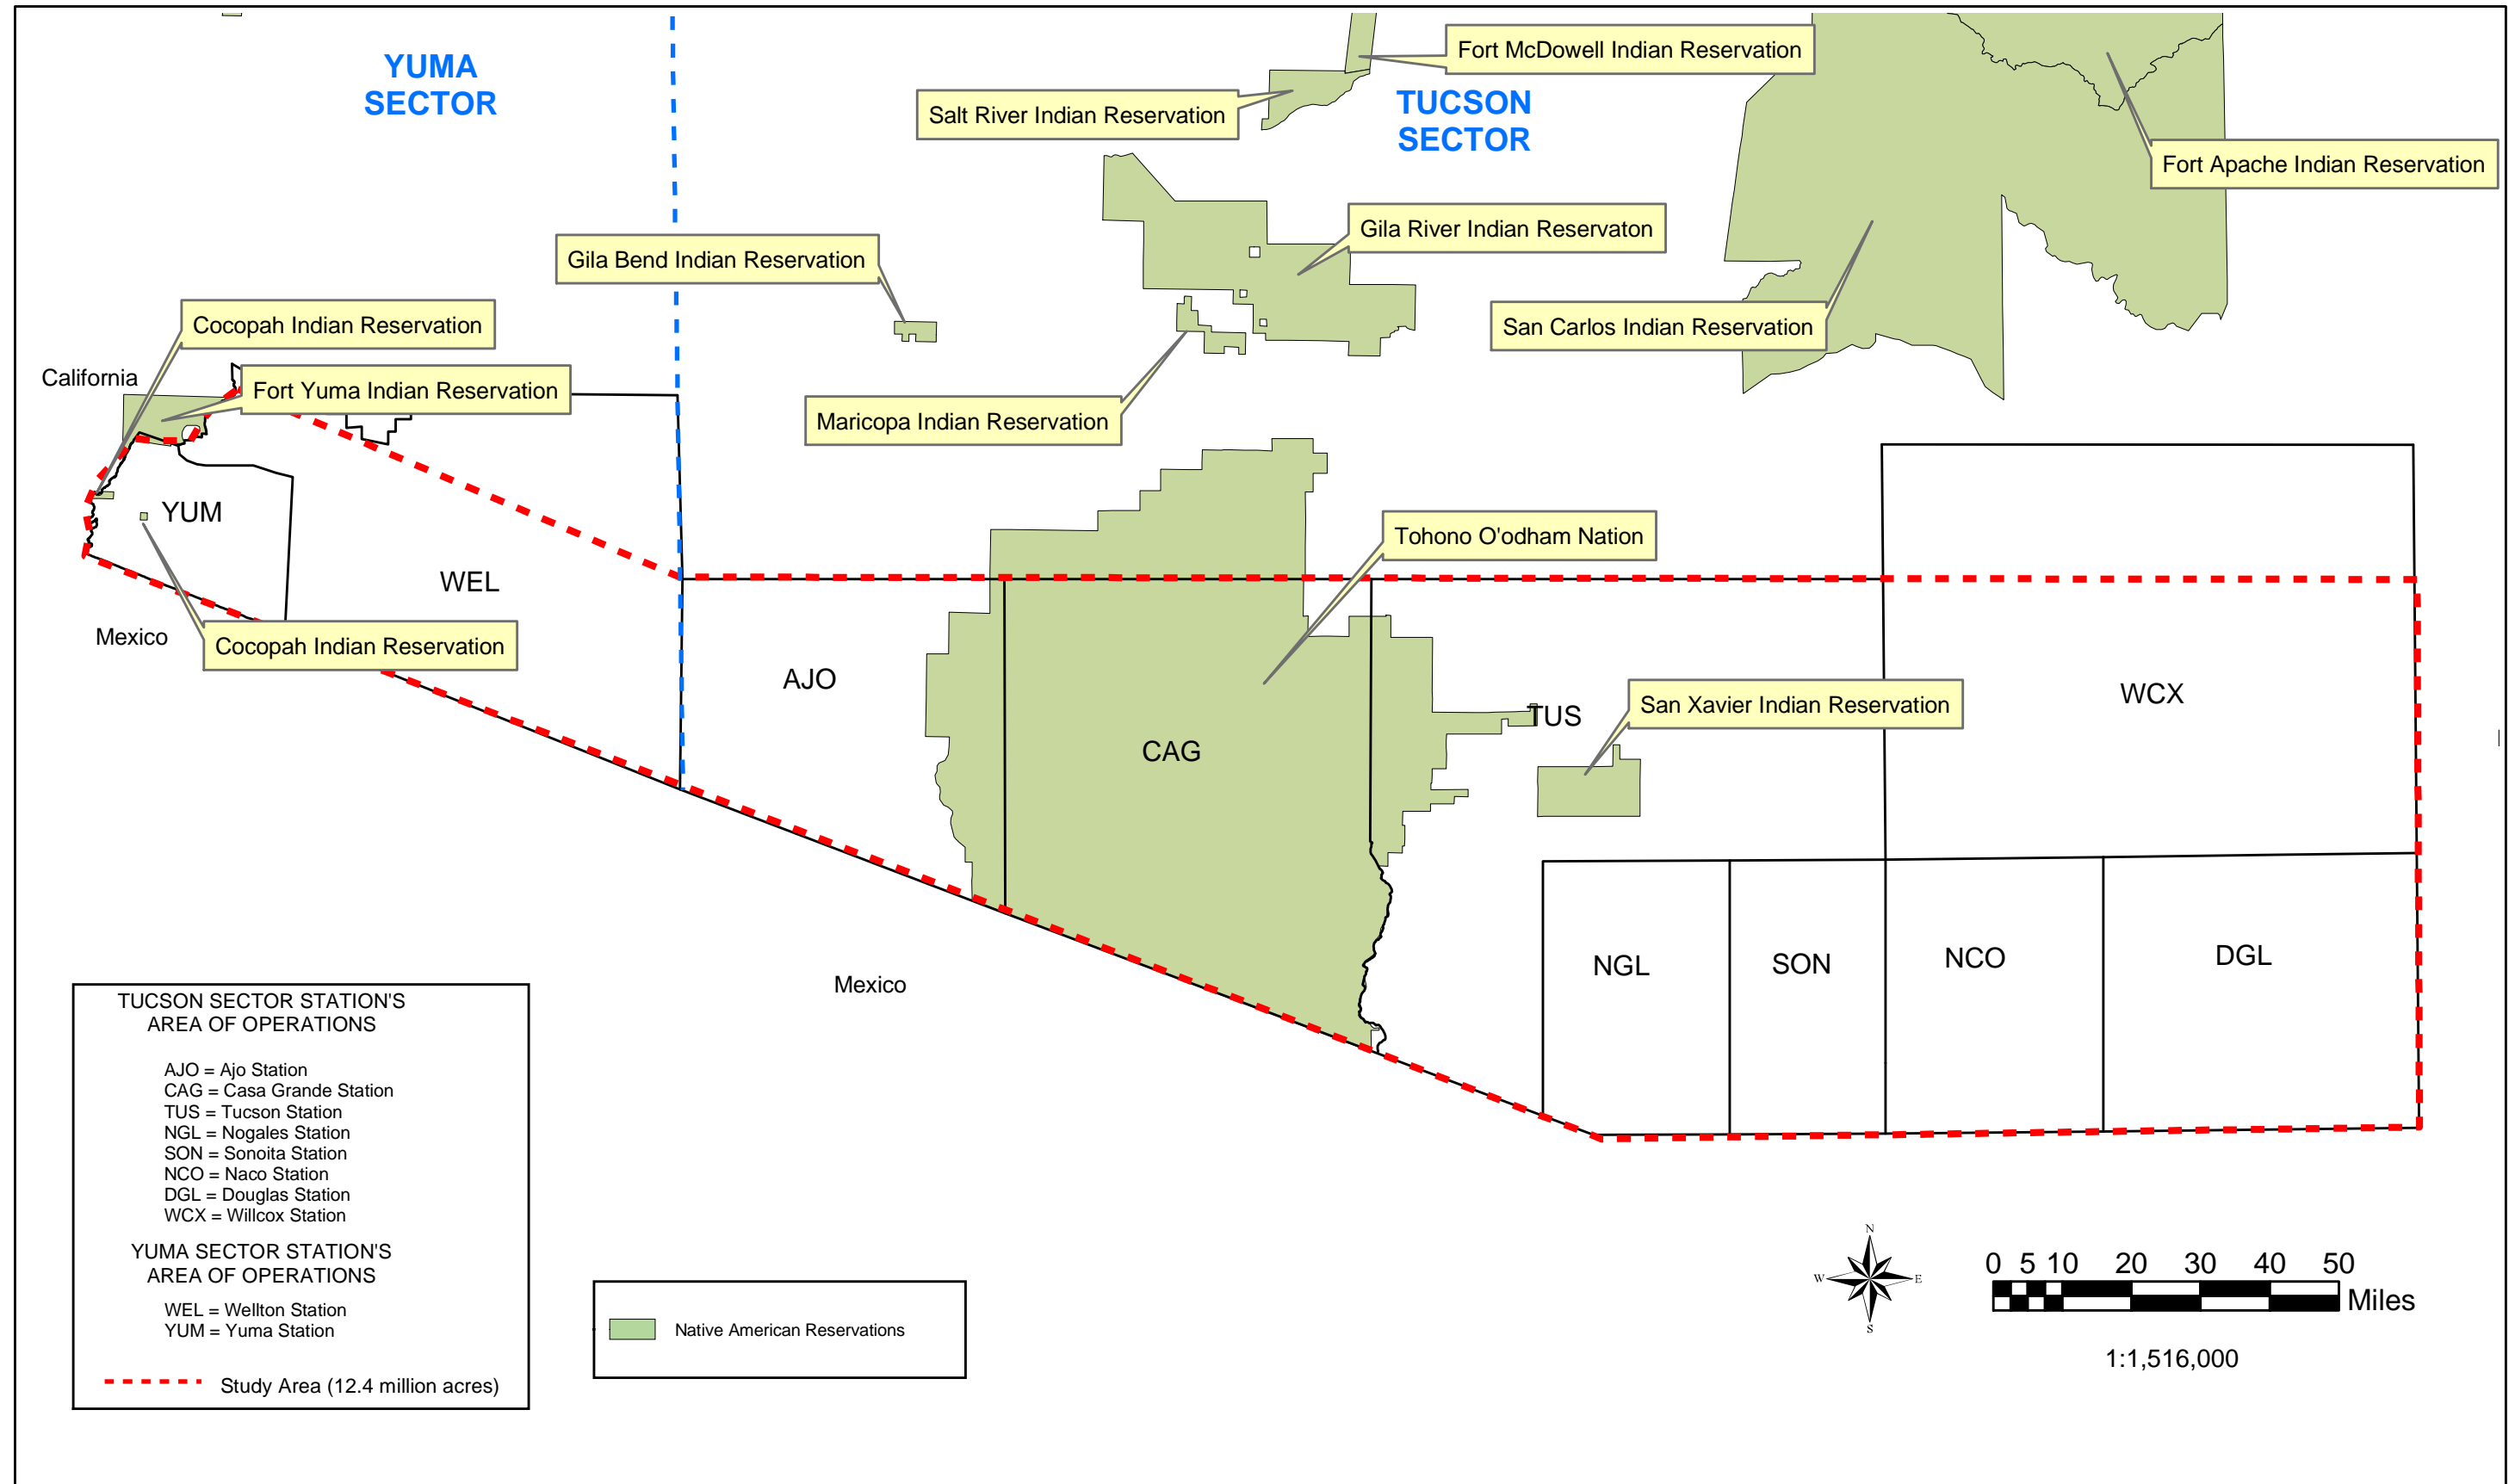 YUMA
SECTOR
Fort McDowell Indian Reservation
Salt River Indian Reservation
TUCSON
SECTOR
Fort Apache Indian Reservation
Gila River Indian Reservaton
Gila Bend Indian Reservation
Cocopah Indian Reservation
San Carlos Indian Reservation
California
Fort Yuma Indian Reservation
Maricopa Indian Reservation
YUM
Tohono O'odham Nation
WEL
Mexico
Cocopah Indian Reservation
AJO
WCX
San Xavier Indian Reservation
TUS
CAG
NGL
SON
NCO
DGL
Mexico
TUCSON SECTOR STATION'S
AREA OF OPERATIONS
AJO = Ajo Station
CAG = Casa Grande Station
TUS = Tucson Station
NGL = Nogales Station
SON = Sonoita Station
NCO = Naco Station
DGL = Douglas Station
WCX = Willcox Station
YUMA SECTOR STATION'S
AREA OF OPERATIONS
WEL = Wellton Station
YUM = Yuma Station
Study Area (12.4 million acres)
Native American Reservations
N
W E
S
0 5 10 20 30 40 50
Miles
1:1,516,000